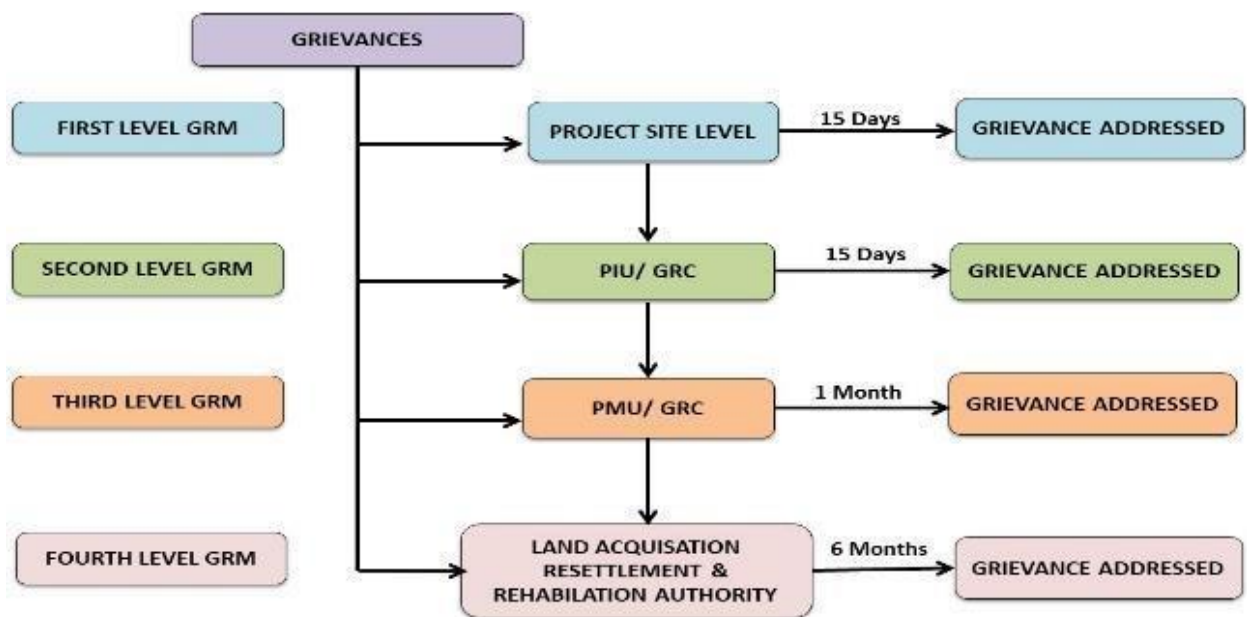 GRIEVANCES
FIRST LEVEL GRM
PROJECT SITE LEVEL
15 Days
GRIEVANCE ADDRESSED
SECOND LEVEL GRM
PIU/ GRC
15 Days
GRIEVANCE ADDRESSED
THIRD LEVEL GRM
PMU/ GRC
1 Month
GRIEVANCE ADDRESSED
FOURTH LEVEL GRM
LAND ACQUISATION
RESETTLEMENT &
REHABILATION AUTHORITY
6 Months
GRIEVANCE ADDRESSED